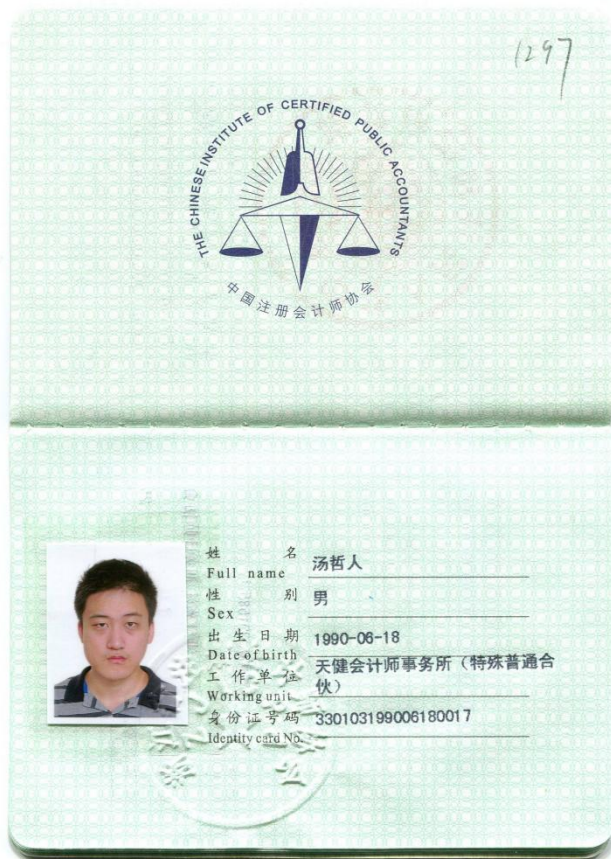 1297
THE CHINESE INSTITUTE OF CERTIFIED PUBLIC ACCOUNTANTS
中国注册会计师协会
姓 名 汤哲人
Full name
性 别 男
Sex
出生日期 1990-06-18
Date of birth
工作单位 天健会计师事务所（特殊普通合
Working unit 伙）
身份证号码 330103199006180017
Identity card No.